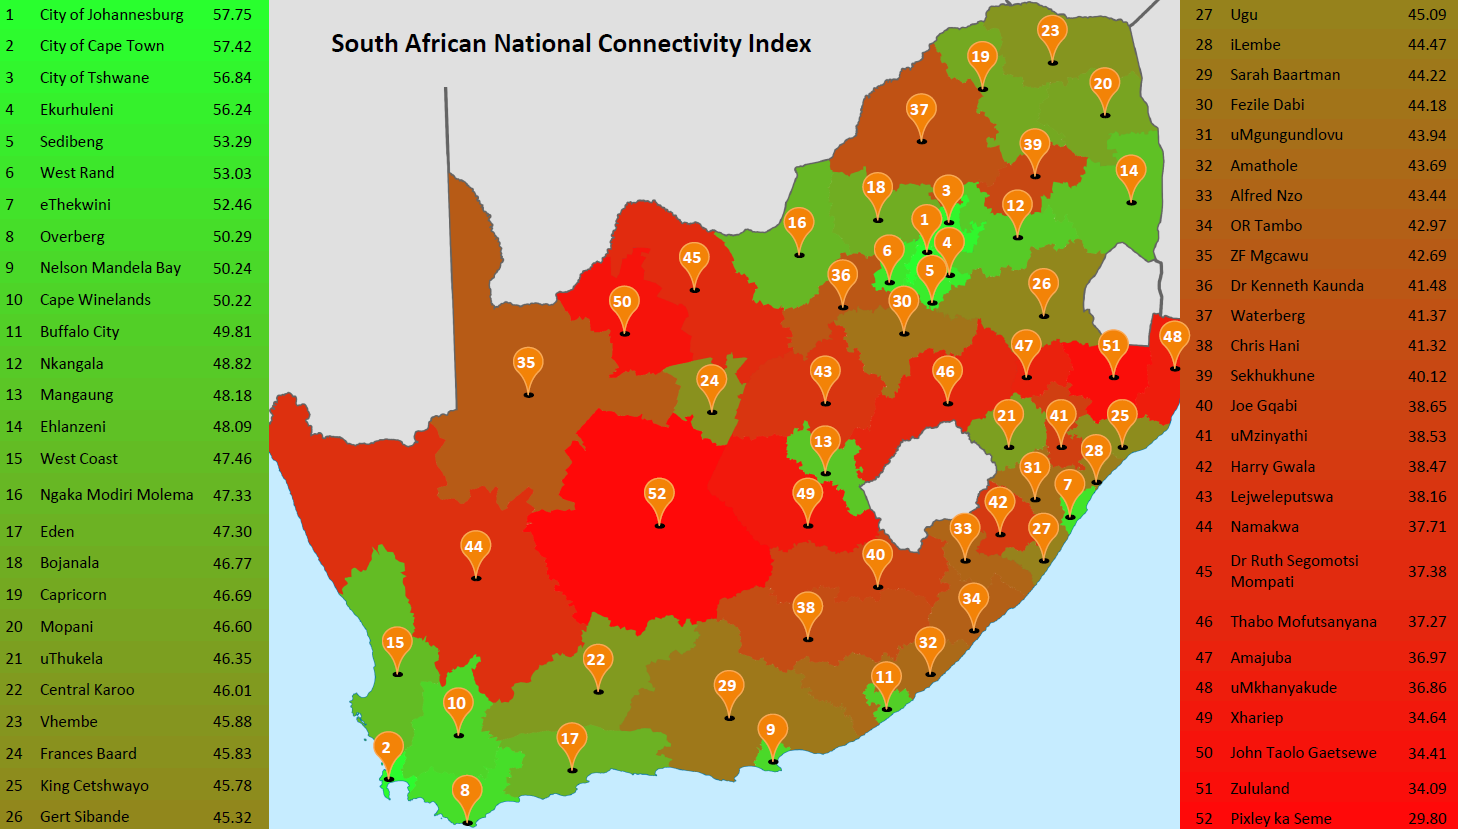 South African National Connectivity Index
1 City of Johannesburg 57.75
2 City of Cape Town 57.42
3 City of Tshwane 56.84
4 Ekurhuleni 56.24
5 Sedibeng 53.29
6 West Rand 53.03
7 eThekwini 52.46
8 Overberg 50.29
9 Nelson Mandela Bay 50.24
10 Cape Winelands 50.22
11 Buffalo City 49.81
12 Nkangala 48.82
13 Mangaung 48.18
14 Ehlanzeni 48.09
15 West Coast 47.46
16 Ngaka Modiri Molema 47.33
17 Eden 47.30
18 Bojanala 46.77
19 Capricorn 46.69
20 Mopani 46.60
21 uThukela 46.35
22 Central Karoo 46.01
23 Vhembe 45.88
24 Frances Baard 45.83
25 King Cetshwayo 45.78
26 Gert Sibande 45.32
23
19
20
37
39
14
18
3
12
16
1
4
6
45
5
36
26
50
30
48
47
51
35
43
46
24
21
41
25
13
28
31
7
52
49
42
33
27
44
40
34
38
15
32
22
11
29
10
9
17
2
8
27 Ugu 45.09
28 iLembe 44.47
29 Sarah Baartman 44.22
30 Fezile Dabi 44.18
31 uMgungundlovu 43.94
32 Amathole 43.69
33 Alfred Nzo 43.44
34 OR Tambo 42.97
35 ZF Mgcawu 42.69
36 Dr Kenneth Kaunda 41.48
37 Waterberg 41.37
38 Chris Hani 41.32
39 Sekhukhune 40.12
40 Joe Gqabi 38.65
41 uMzinyathi 38.53
42 Harry Gwala 38.47
43 Lejweleputswa 38.16
44 Namakwa 37.71
45 Dr Ruth Segomotsi
Mompati 37.38
46 Thabo Mofutsanyana 37.27
47 Amajuba 36.97
48 uMkhanyakude 36.86
49 Xhariep 34.64
50 John Taolo Gaetsewe 34.41
51 Zululand 34.09
52 Pixley ka Seme 29.80